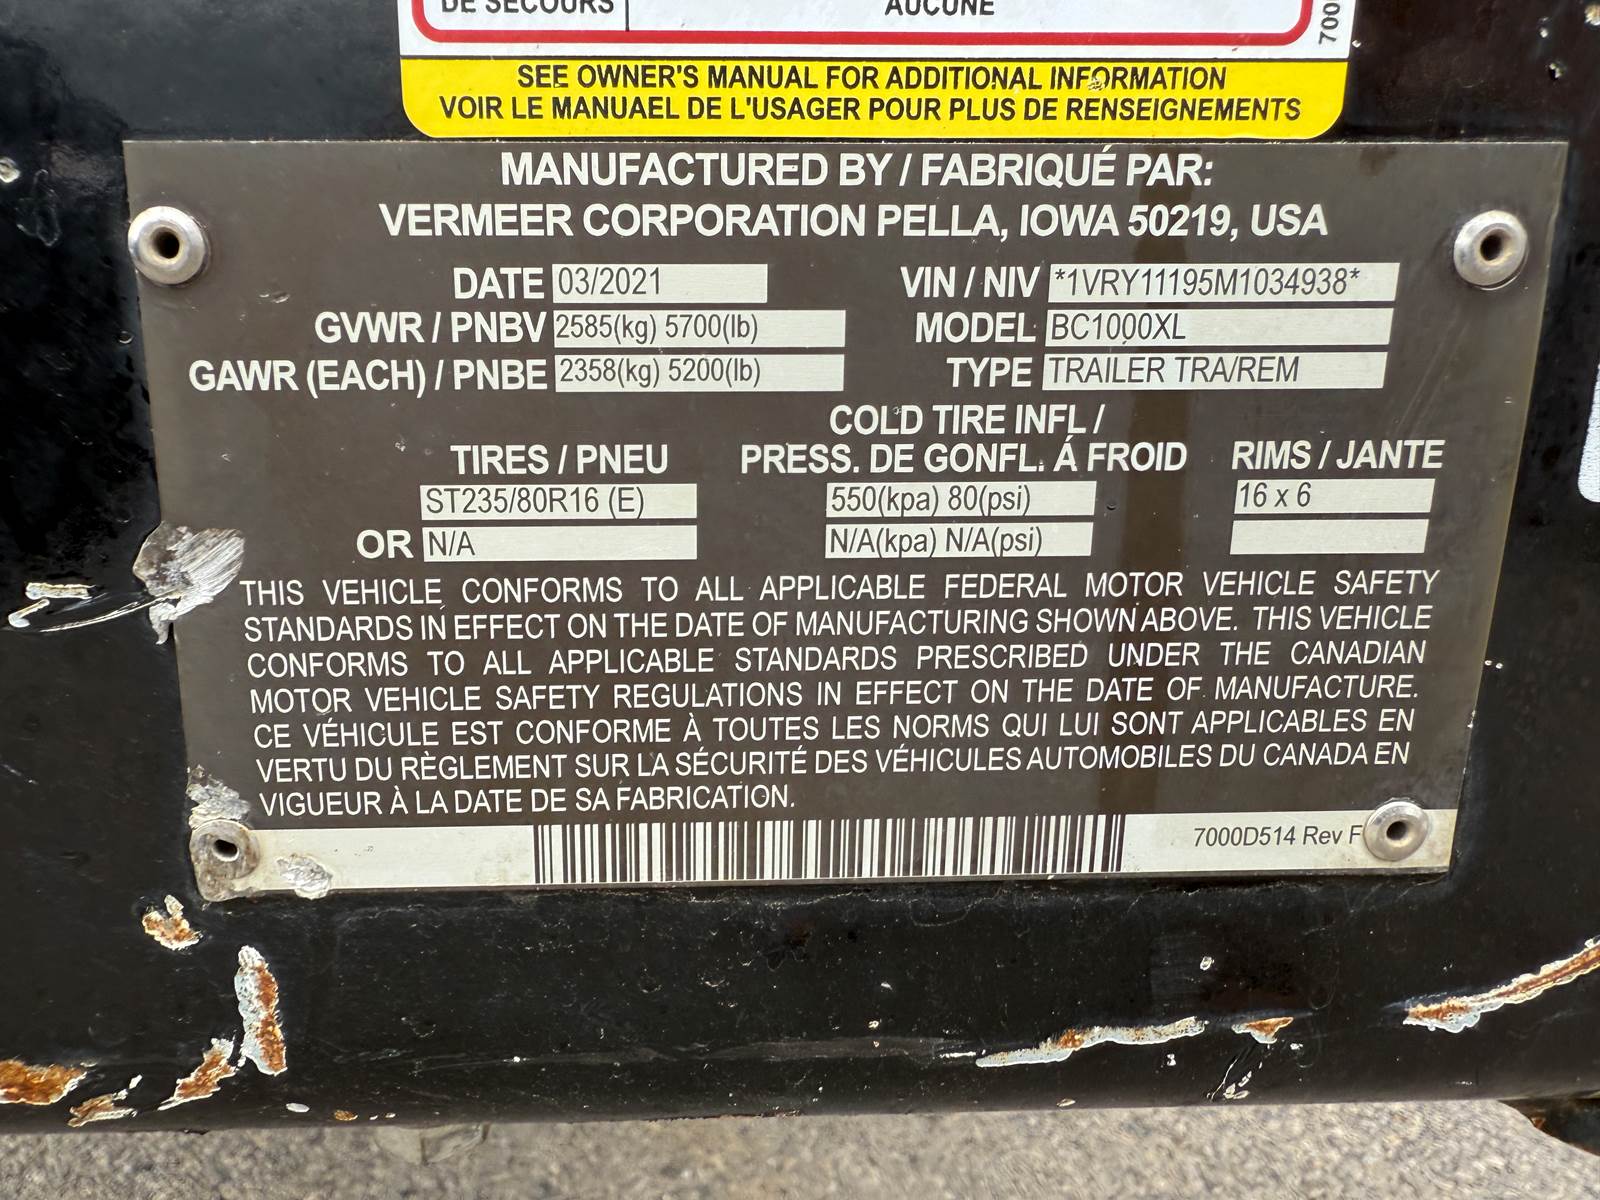 DE SECOURS AUCUNE
700
SEE OWNER'S MANUAL FOR ADDITIONAL INFORMATION
VOIR LE MANUAEL DE L'USAGER POUR PLUS DE RENSEIGNEMENTS
MANUFACTURED BY / FABRIQUÉ PAR:
VERMEER CORPORATION PELLA, IOWA 50219, USA
DATE 03/2021 VIN / NIV *1VRY11195M1034938*
GVWR / PNBV 2585(kg) 5700(lb) MODEL BC1000XL
GAWR (EACH) / PNBE 2358(kg) 5200(lb) TYPE TRAILER TRA/REM
COLD TIRE INFL /
TIRES / PNEU PRESS. DE GONFL. Á FROID RIMS / JANTE
ST235/80R16 (E) 550(kpa) 80(psi) 16 x 6
OR N/A N/A(kpa) N/A(psi)
THIS VEHICLE CONFORMS TO ALL APPLICABLE FEDERAL MOTOR VEHICLE SAFETY
STANDARDS IN EFFECT ON THE DATE OF MANUFACTURING SHOWN ABOVE. THIS VEHICLE
CONFORMS TO ALL APPLICABLE STANDARDS PRESCRIBED UNDER THE CANADIAN
MOTOR VEHICLE SAFETY REGULATIONS IN EFFECT ON THE DATE OF MANUFACTURE.
CE VÉHICULE EST CONFORME À TOUTES LES NORMS QUI LUI SONT APPLICABLES EN
VERTU DU RÈGLEMENT SUR LA SÉCURITÉ DES VÉHICULES AUTOMOBILES DU CANADA EN
VIGUEUR À LA DATE DE SA FABRICATION.
7000D514 Rev F